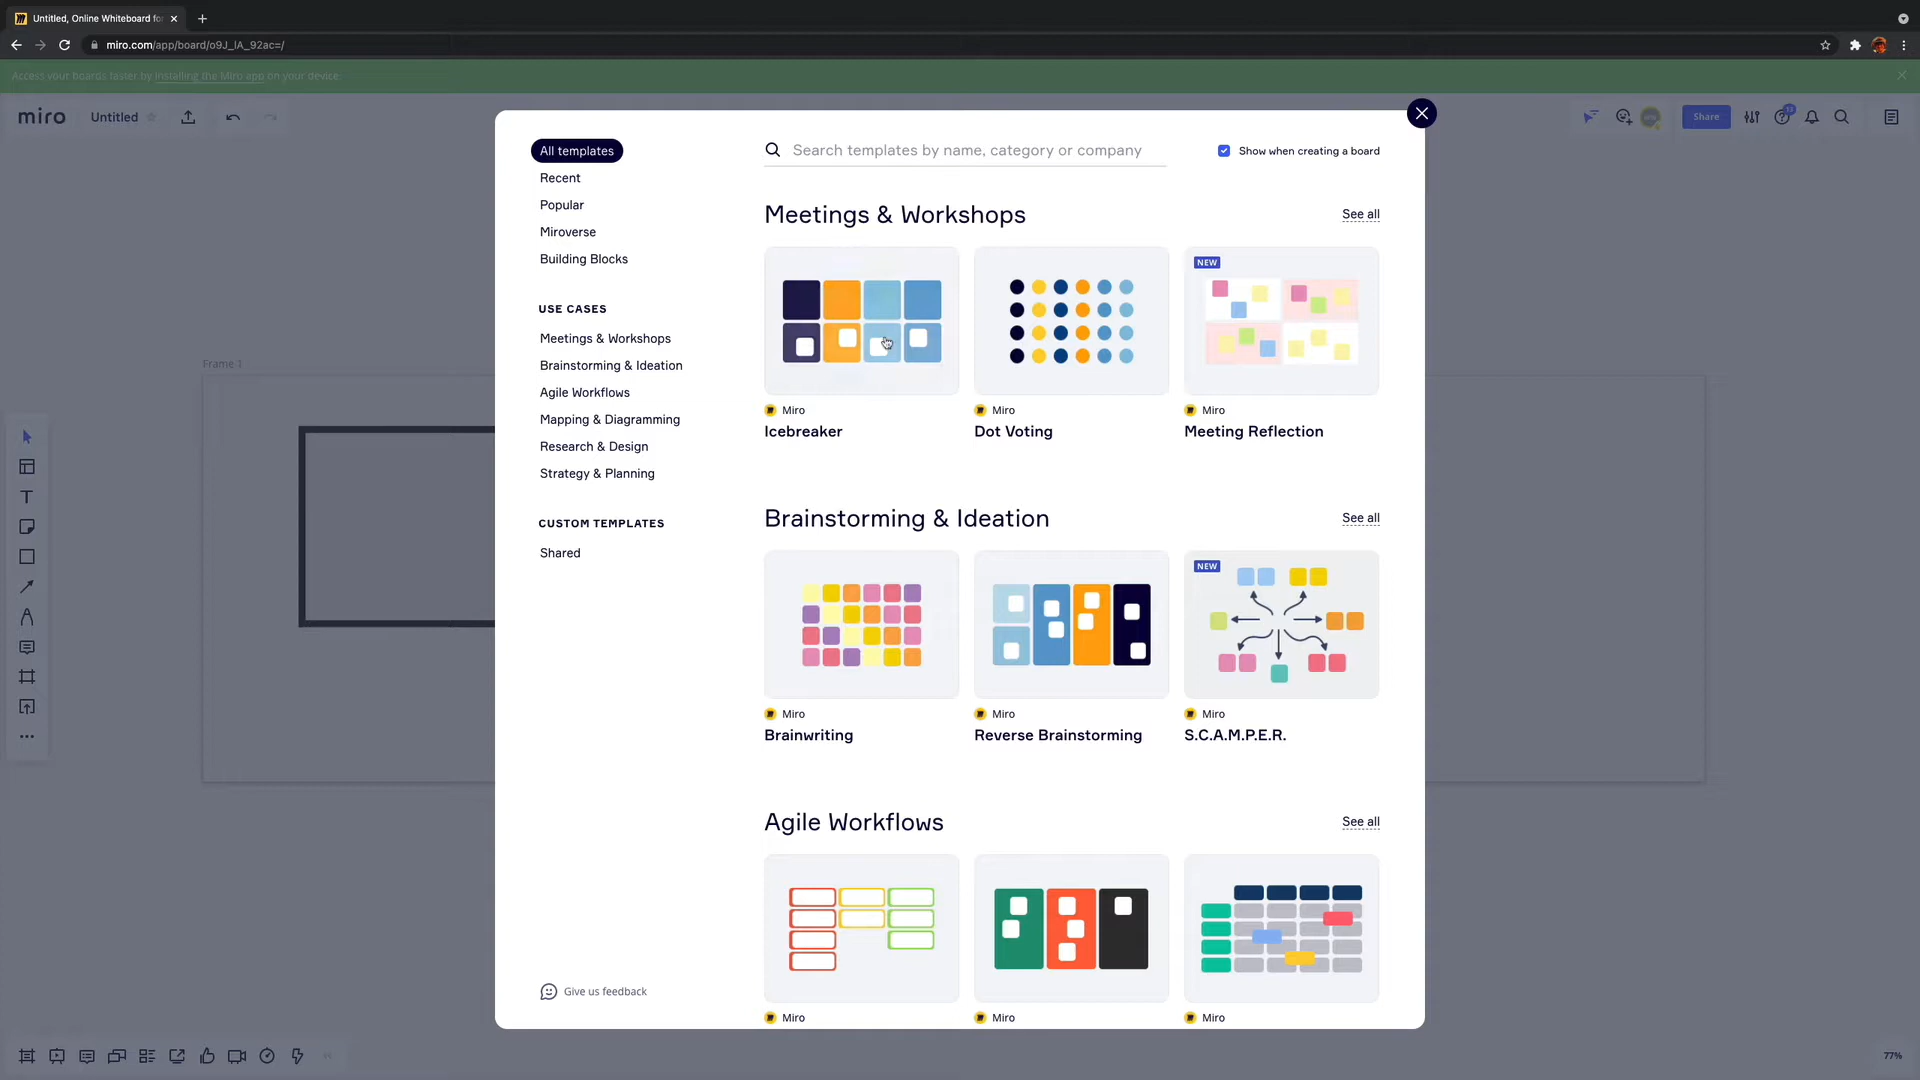 Untitled, Online Whiteboard for
miro.com/app/board/o9J_lA_92ac=/
Access your boards faster by installing the Miro app on your device.
miro
Untitled
Share
All templates
Search templates by name, category or company
Show when creating a board
Recent
Popular
Miroverse
Building Blocks
USE CASES
Meetings & Workshops
Brainstorming & Ideation
Agile Workflows
Mapping & Diagramming
Research & Design
Strategy & Planning
CUSTOM TEMPLATES
Shared
Give us feedback
Meetings & Workshops
See all
NEW
Miro
Icebreaker
Miro
Dot Voting
Miro
Meeting Reflection
Brainstorming & Ideation
See all
NEW
Miro
Brainwriting
Miro
Reverse Brainstorming
Miro
S.C.A.M.P.E.R.
Agile Workflows
See all
Miro
Miro
Miro
Frame 1
77%